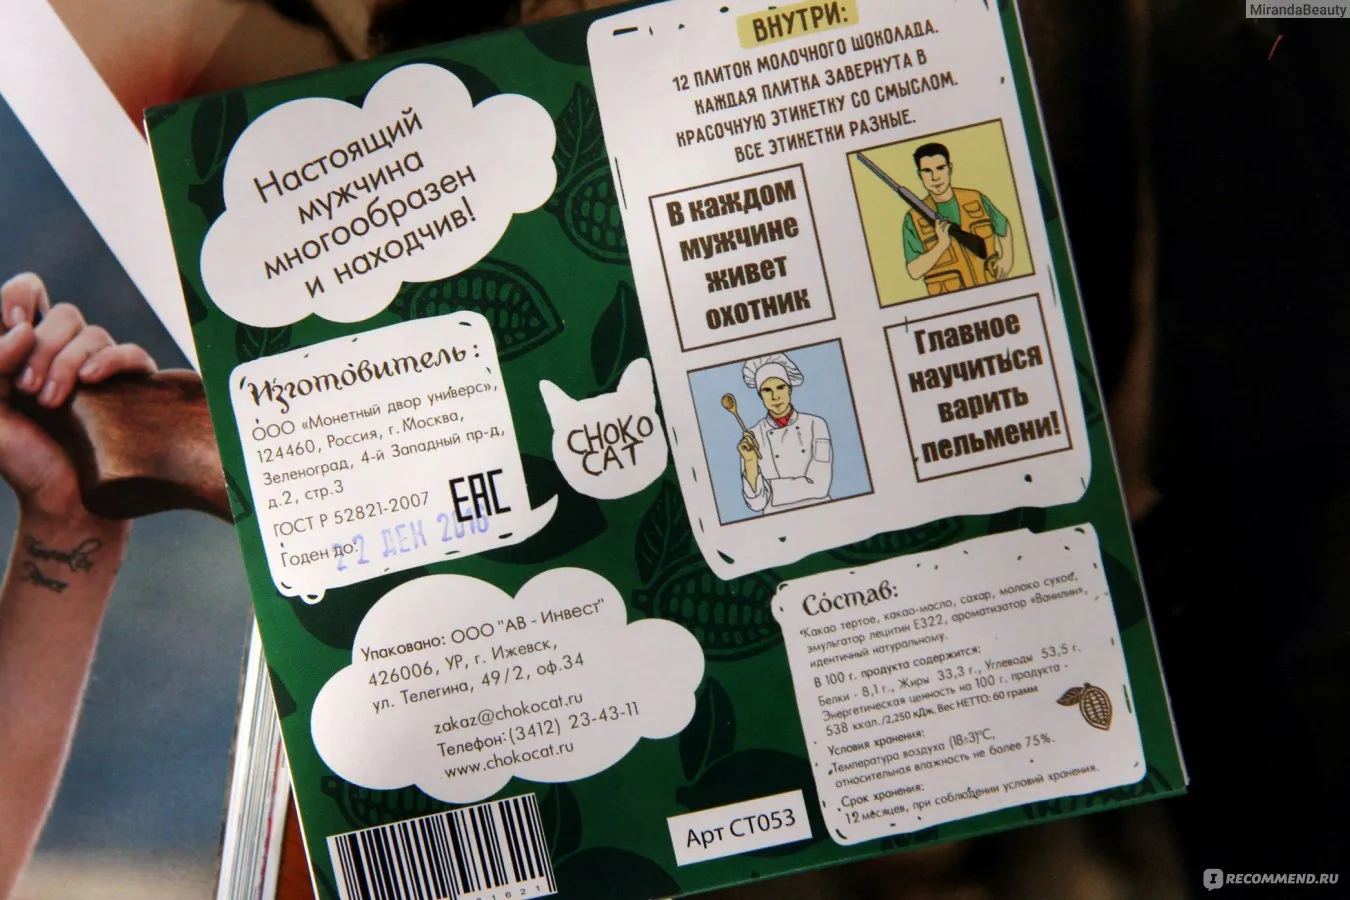 MirandaBeauty
Настоящий
мужчина
многообразен
и находчив!
ВНУТРИ:
12 ПЛИТОК МОЛОЧНОГО ШОКОЛАДА.
КАЖДАЯ ПЛИТКА ЗАВЕРНУТА В
КРАСОЧНУЮ ЭТИКЕТКУ СО СМЫСЛОМ.
ВСЕ ЭТИКЕТКИ РАЗНЫЕ.
В каждом
мужчине
живет
охотник
Главное
научиться
варить
пельмени!
Изготовитель:
ООО «Монетный двор универс»,
124460, Россия, г. Москва,
Зеленоград, 4-й Западный пр-д,
д.2, стр.3
ГОСТ Р 52821-2007
EAC
Годен до:
22 ДЕК 2016
CHOKO
CAT
Упаковано: ООО "АВ - Инвест"
426006, УР, г. Ижевск,
ул. Телегина, 49/2, оф.34
zakaz@chokocat.ru
Телефон:(3412) 23-43-11
www.chokocat.ru
Состав:
Какао тертое, какао-масло, сахар, молоко сухое,
эмульгатор лецитин Е322, ароматизатор «Ванилин»,
идентичный натуральному.
В 100 г. продукта содержится:
Белки - 8,1 г., Жиры 33,3 г., Углеводы 53,5 г.
Энергетическая ценность на 100 г. продукта -
538 ккал./2,250 кДж. Вес НЕТТО: 60 грамм
Условия хранения:
Температура воздуха (18±3)°С,
относительная влажность не более 75%.
Срок хранения:
12 месяцев, при соблюдении условий хранения.
Арт СТ053
1621
IRECOMMEND.RU